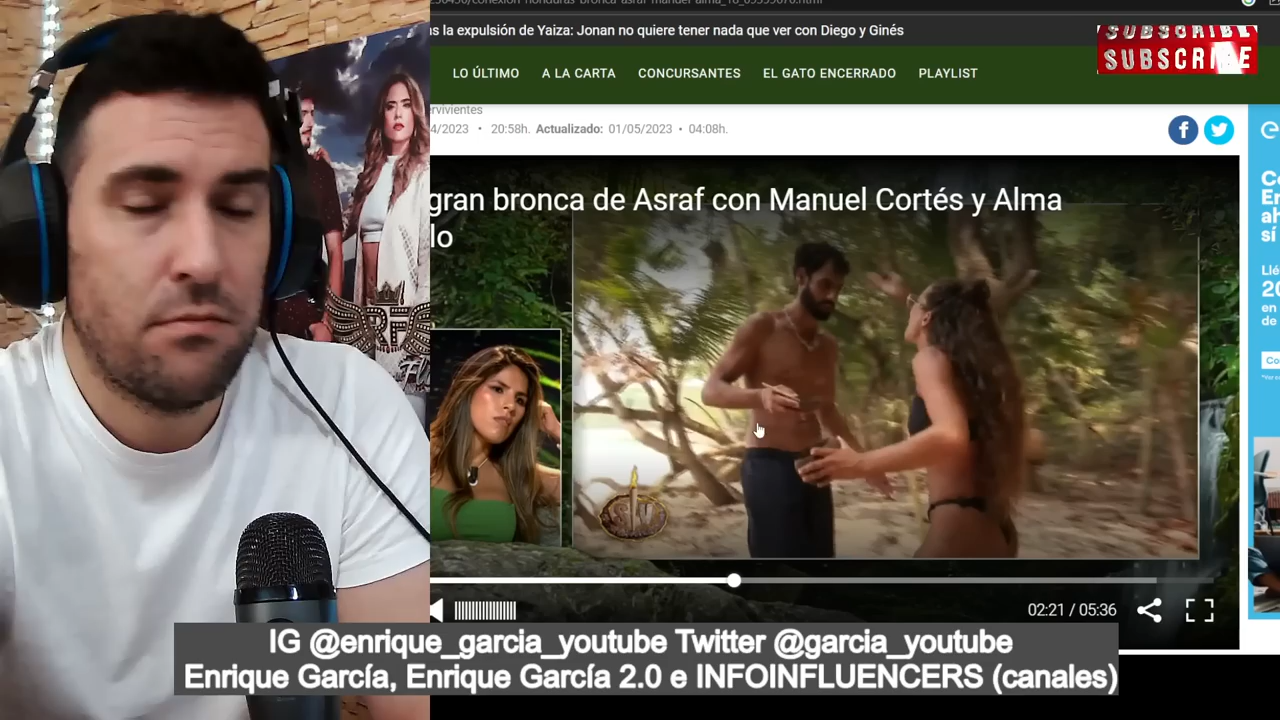 as la expulsión de Yaiza: Jonan no quiere tener nada que ver con Diego y Ginés
SUBSCRIBE
SUBSCRIBE
LO ÚLTIMO A LA CARTA CONCURSANTES EL GATO ENCERRADO PLAYLIST
ervivientes
4/2023 • 20:58h. Actualizado: 01/05/2023 • 04:08h.
gran bronca de Asraf con Manuel Cortés y Alma
lo
RF
02:21 / 05:36
IG @enrique_garcia_youtube Twitter @garcia_youtube
Enrique García, Enrique García 2.0 e INFOINFLUENCERS (canales)